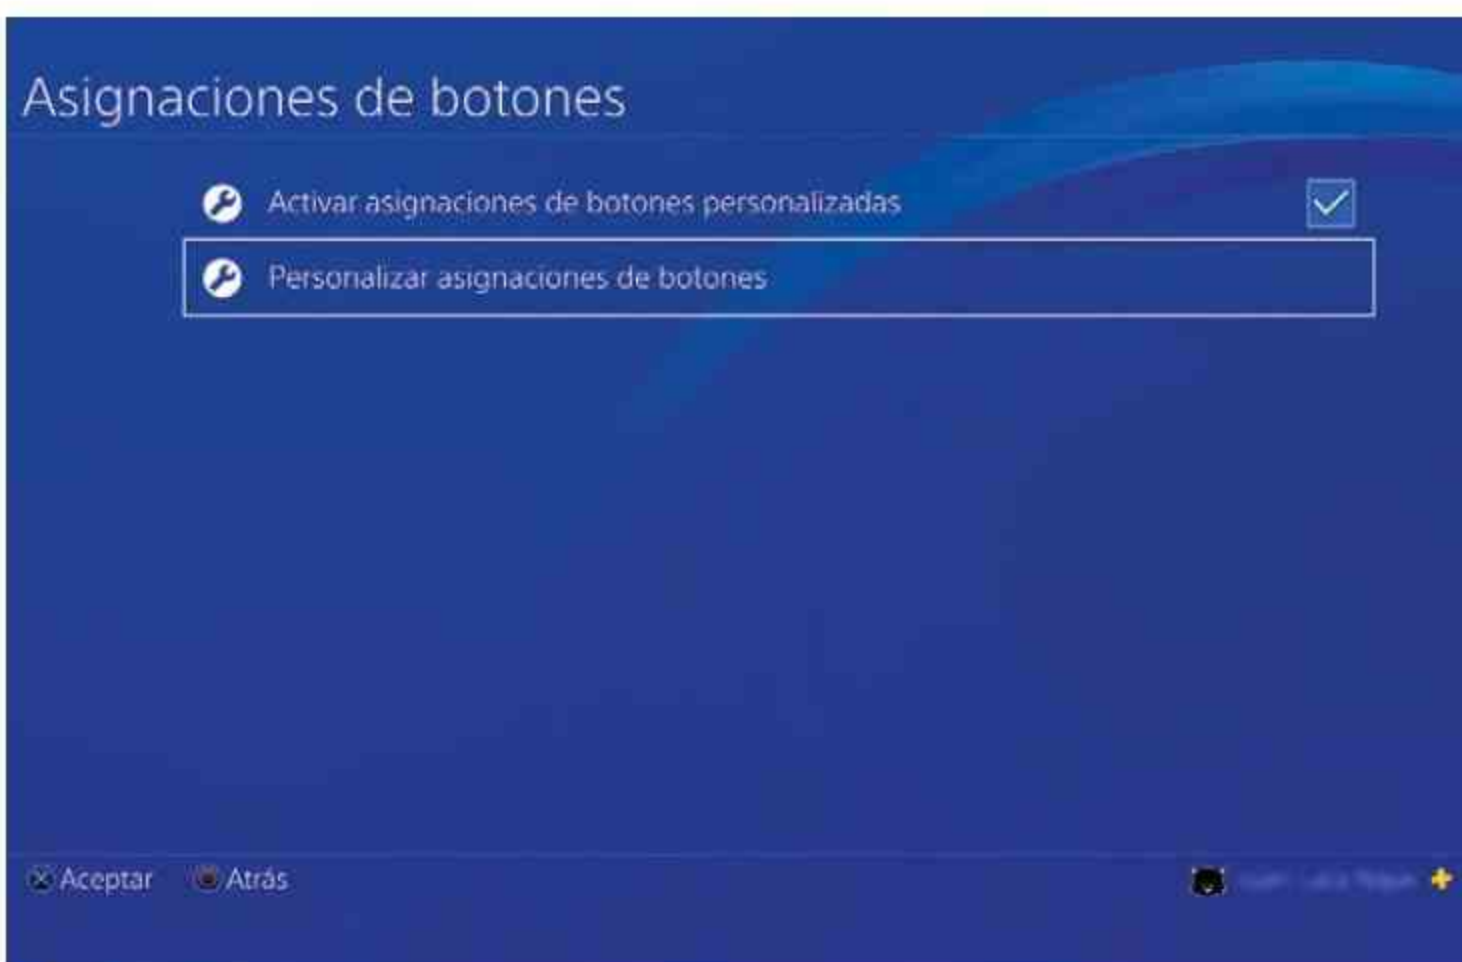 Asignaciones de botones
Activar asignaciones de botones personalizadas
Personalizar asignaciones de botones
Aceptar
Atrás